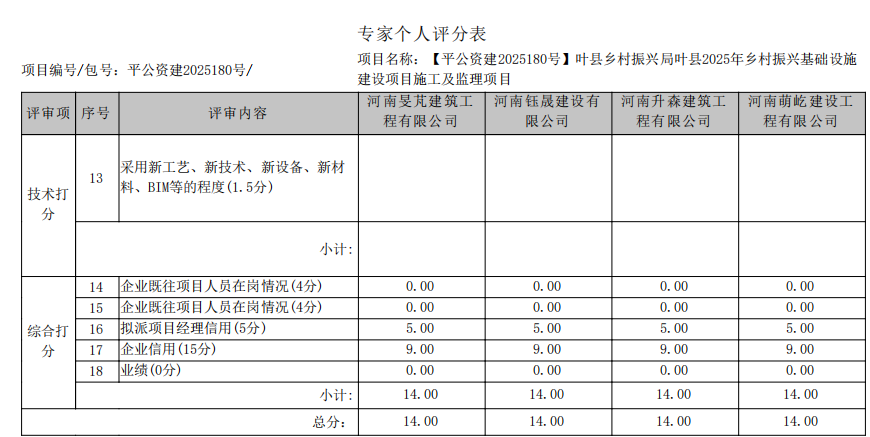 专家个人评分表
项目编号/包号: 平公资建2025180号/
项目名称: 【平公资建2025180号】叶县乡村振兴局叶县2025年乡村振兴基础设施
建设项目施工及监理项目
评审项 序号 评审内容 河南旻芃建筑工 河南钰晟建设有 河南升森建筑工 河南萌屹建设工
程有限公司 限公司 程有限公司 程有限公司
技术打
分
13 采用新工艺、新技术、新设备、新材
料、BIM等的程度(1.5分)
小计:
综合打
分
14 企业既往项目人员在岗情况(4分) 0.00 0.00 0.00 0.00
15 企业既往项目人员在岗情况(4分) 0.00 0.00 0.00 0.00
16 拟派项目经理信用(5分) 5.00 5.00 5.00 5.00
17 企业信用(15分) 9.00 9.00 9.00 9.00
18 业绩(0分) 0.00 0.00 0.00 0.00
小计: 14.00 14.00 14.00 14.00
总分: 14.00 14.00 14.00 14.00